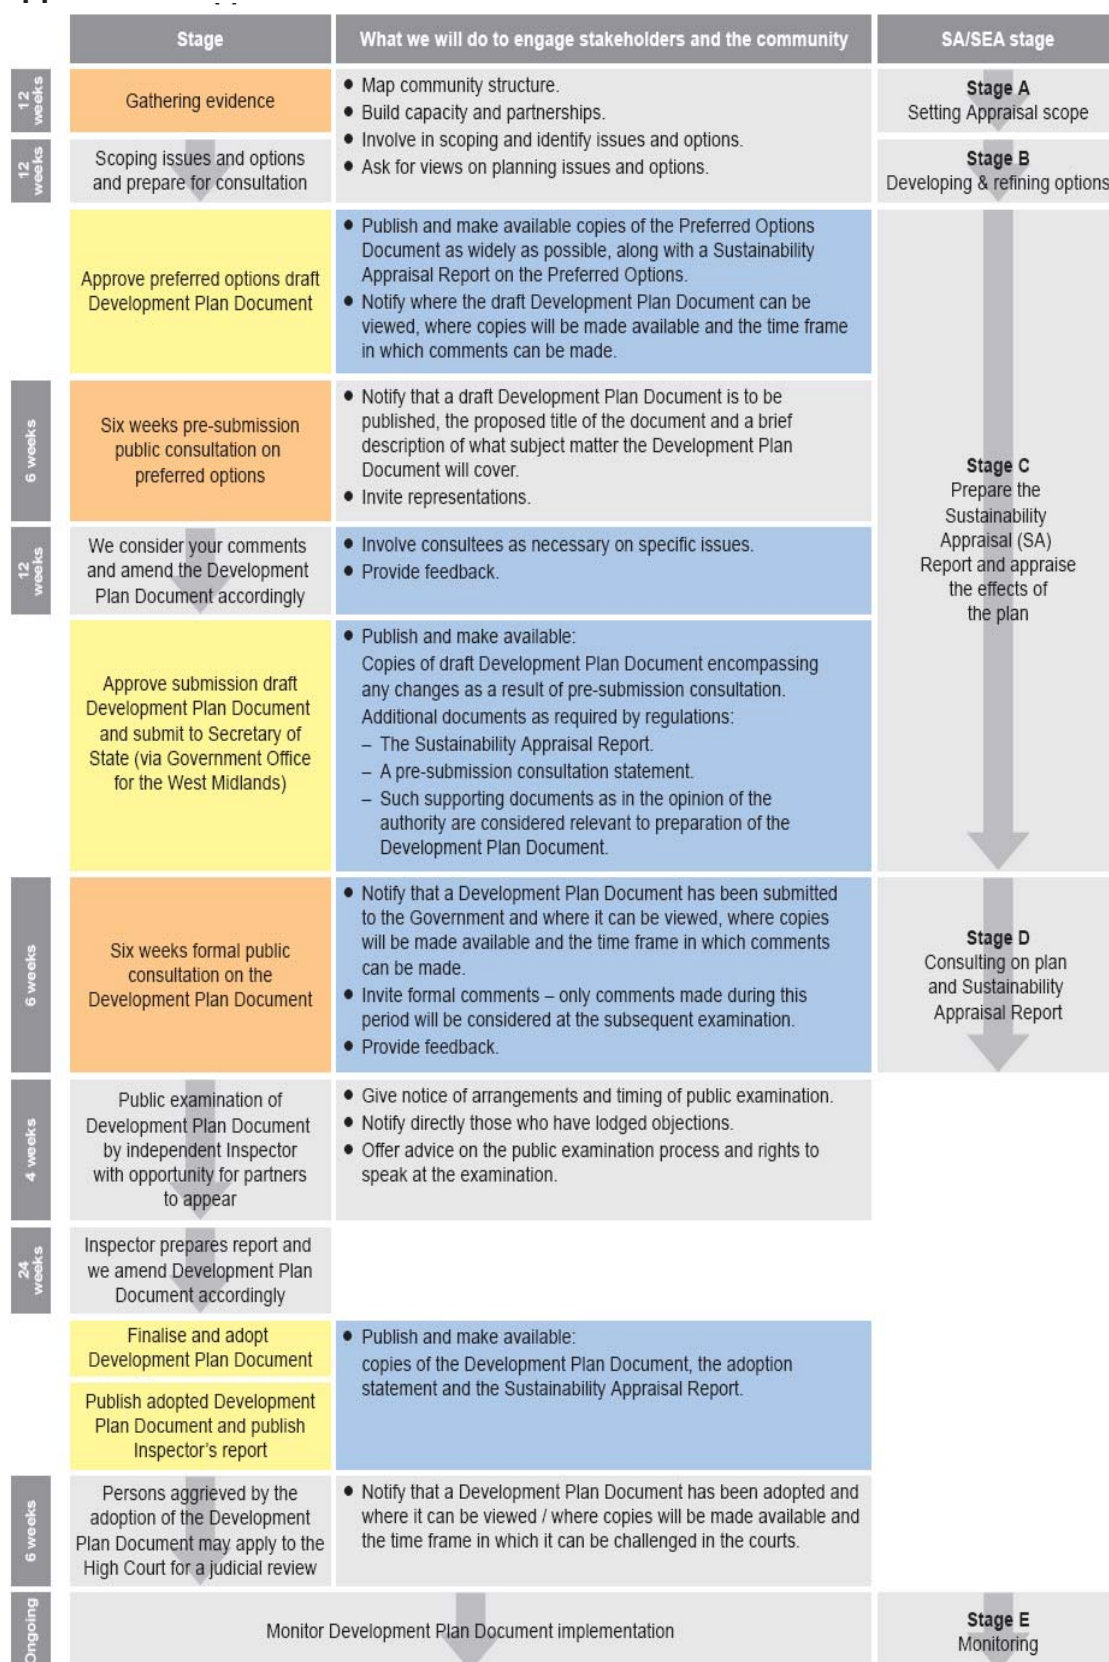 Stage
What we will do to engage stakeholders and the community
SA/SEA stage
12
weeks
Gathering evidence
● Map community structure.
● Build capacity and partnerships.
● Involve in scoping and identify issues and options.
● Ask for views on planning issues and options.
Stage A
Setting Appraisal scope
12
weeks
Scoping issues and options
and prepare for consultation
Stage B
Developing & refining options
Approve preferred options draft
Development Plan Document
● Publish and make available copies of the Preferred Options
Document as widely as possible, along with a Sustainability
Appraisal Report on the Preferred Options.
● Notify where the draft Development Plan Document can be
viewed, where copies will be made available and the time frame
in which comments can be made.
6 weeks
Six weeks pre-submission
public consultation on
preferred options
● Notify that a draft Development Plan Document is to be
published, the proposed title of the document and a brief
description of what subject matter the Development Plan
Document will cover.
● Invite representations.
Stage C
Prepare the
Sustainability
Appraisal (SA)
Report and appraise
the effects of
the plan
12
weeks
We consider your comments
and amend the Development
Plan Document accordingly
● Involve consultees as necessary on specific issues.
● Provide feedback.
Approve submission draft
Development Plan Document
and submit to Secretary of
State (via Government Office
for the West Midlands)
● Publish and make available:
Copies of draft Development Plan Document encompassing
any changes as a result of pre-submission consultation.
Additional documents as required by regulations:
– The Sustainability Appraisal Report.
– A pre-submission consultation statement.
– Such supporting documents as in the opinion of the
authority are considered relevant to preparation of the
Development Plan Document.
6 weeks
Six weeks formal public
consultation on the
Development Plan Document
● Notify that a Development Plan Document has been submitted
to the Government and where it can be viewed, where copies
will be made available and the time frame in which comments
can be made.
● Invite formal comments – only comments made during this
period will be considered at the subsequent examination.
● Provide feedback.
Stage D
Consulting on plan
and Sustainability
Appraisal Report
4 weeks
Public examination of
Development Plan Document
by independent Inspector
with opportunity for partners
to appear
● Give notice of arrangements and timing of public examination.
● Notify directly those who have lodged objections.
● Offer advice on the public examination process and rights to
speak at the examination.
24
weeks
Inspector prepares report and
we amend Development Plan
Document accordingly
Finalise and adopt
Development Plan Document
● Publish and make available:
copies of the Development Plan Document, the adoption
statement and the Sustainability Appraisal Report.
Publish adopted Development
Plan Document and publish
Inspector's report
6 weeks
Persons aggrieved by the
adoption of the Development
Plan Document may apply to the
High Court for a judicial review
● Notify that a Development Plan Document has been adopted and
where it can be viewed / where copies will be made available and
the time frame in which it can be challenged in the courts.
Ongoing
Monitor Development Plan Document implementation
Stage E
Monitoring